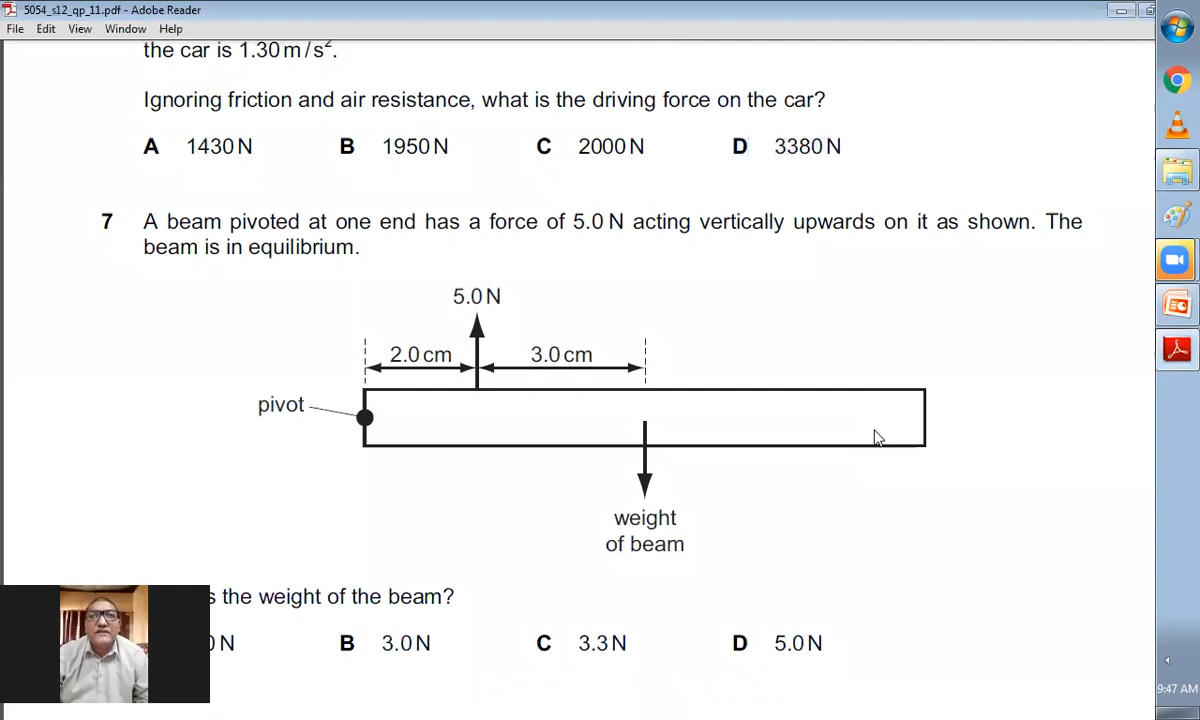 5054_s12_qp_11.pdf - Adobe Reader
File Edit View Window Help
the car is 1.30 m / s².
Ignoring friction and air resistance, what is the driving force on the car?
A 1430 N B 1950 N C 2000 N D 3380 N
7 A beam pivoted at one end has a force of 5.0 N acting vertically upwards on it as shown. The
beam is in equilibrium.
5.0 N
2.0 cm 3.0 cm
pivot
weight
of beam
the weight of the beam?
N B 3.0 N C 3.3 N D 5.0 N
9:47 AM